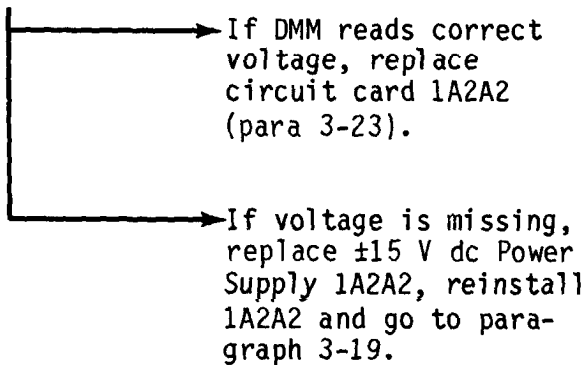 If DMM reads correct
voltage, replace
circuit card 1A2A2
(para 3-23).
If voltage is missing,
replace ±15 V dc Power
Supply 1A2A2, reinstall
1A2A2 and go to para-
graph 3-19.